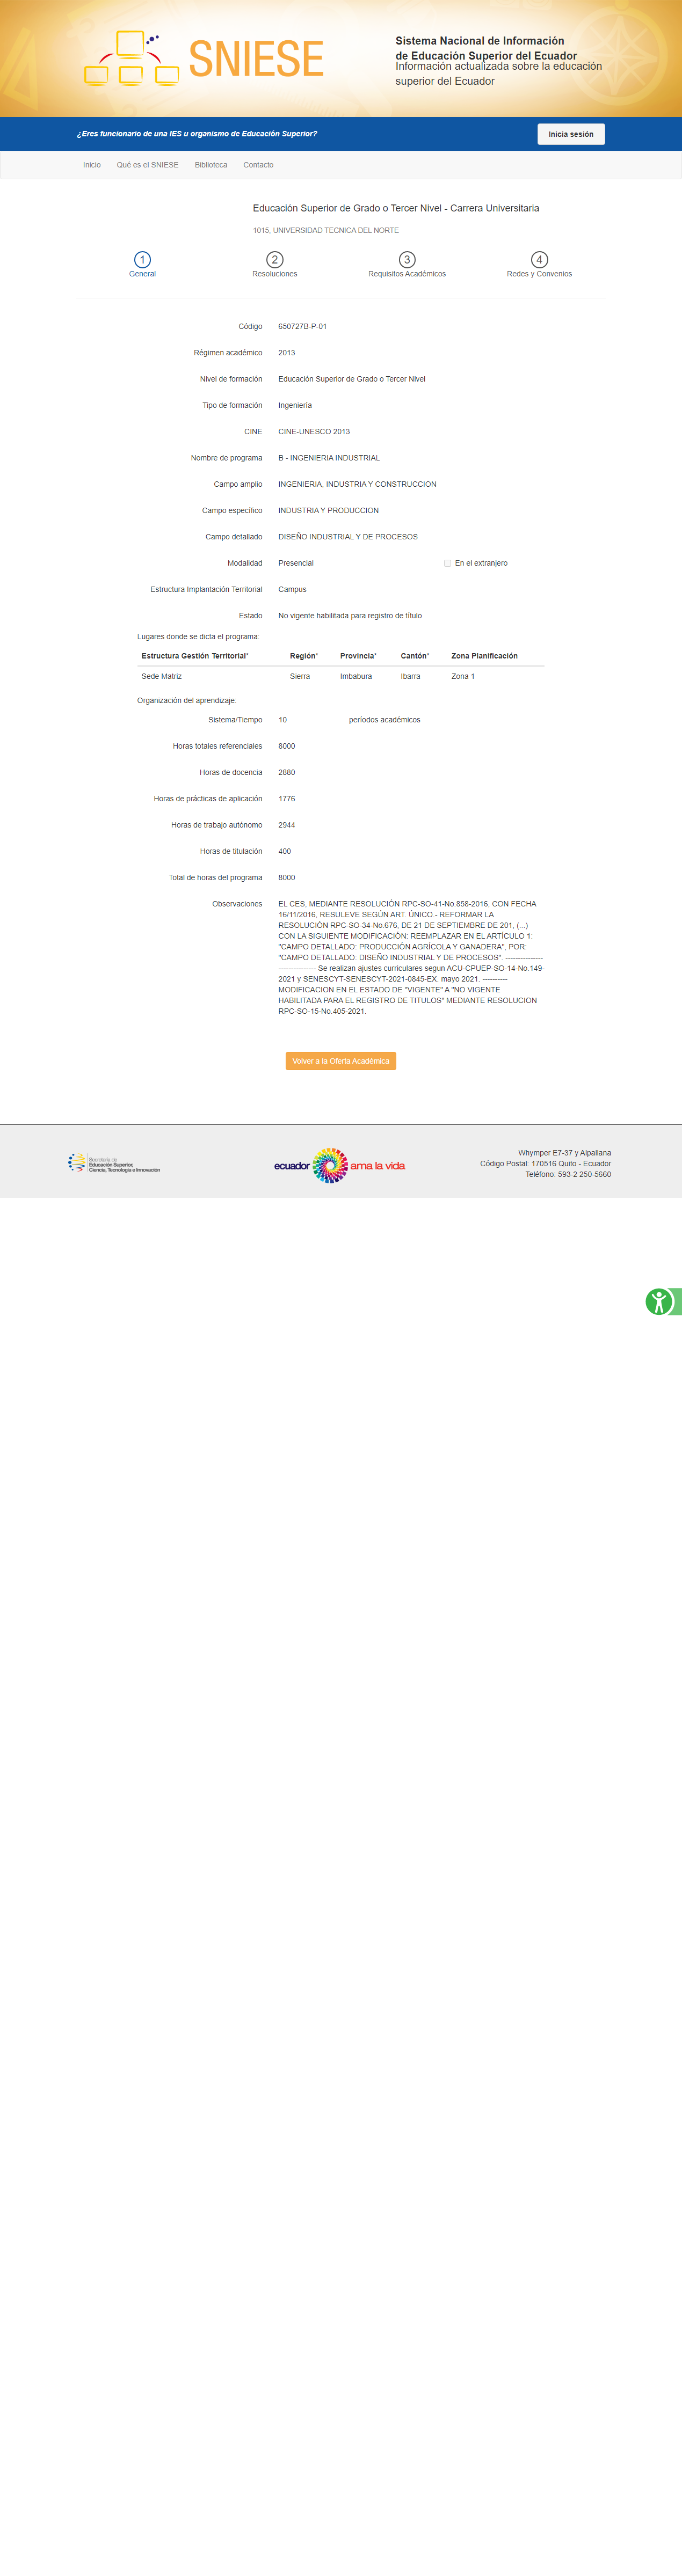 SNIESE
Sistema Nacional de Información
de Educación Superior del Ecuador
Información actualizada sobre la educación
superior del Ecuador
¿Eres funcionario de una IES u organismo de Educación Superior?
Inicia sesión
Inicio Qué es el SNIESE Biblioteca Contacto
Educación Superior de Grado o Tercer Nivel - Carrera Universitaria
1015, UNIVERSIDAD TECNICA DEL NORTE
1 2 3 4
General Resoluciones Requisitos Académicos Redes y Convenios
Código 650727B-P-01
Régimen académico 2013
Nivel de formación Educación Superior de Grado o Tercer Nivel
Tipo de formación Ingeniería
CINE CINE-UNESCO 2013
Nombre de programa B - INGENIERIA INDUSTRIAL
Campo amplio INGENIERIA, INDUSTRIA Y CONSTRUCCION
Campo específico INDUSTRIA Y PRODUCCION
Campo detallado DISEÑO INDUSTRIAL Y DE PROCESOS
Modalidad Presencial En el extranjero
Estructura Implantación Territorial Campus
Estado No vigente habilitada para registro de título
Lugares donde se dicta el programa:
Estructura Gestión Territorial* Región* Provincia* Cantón* Zona Planificación
Sede Matriz Sierra Imbabura Ibarra Zona 1
Organización del aprendizaje:
Sistema/Tiempo 10 períodos académicos
Horas totales referenciales 8000
Horas de docencia 2880
Horas de prácticas de aplicación 1776
Horas de trabajo autónomo 2944
Horas de titulación 400
Total de horas del programa 8000
Observaciones EL CES, MEDIANTE RESOLUCIÓN RPC-SO-41-No.858-2016, CON FECHA
16/11/2016, RESULEVE SEGÚN ART. ÚNICO.- REFORMAR LA
RESOLUCIÓN RPC-SO-34-No.676, DE 21 DE SEPTIEMBRE DE 201, (...)
CON LA SIGUIENTE MODIFICACIÓN: REEMPLAZAR EN EL ARTÍCULO 1:
"CAMPO DETALLADO: PRODUCCIÓN AGRÍCOLA Y GANADERA", POR:
"CAMPO DETALLADO: DISEÑO INDUSTRIAL Y DE PROCESOS". ---------------
--------------- Se realizan ajustes curriculares segun ACU-CPUEP-SO-14-No.149-
2021 y SENESCYT-SENESCYT-2021-0845-EX. mayo 2021. ----------
MODIFICACION EN EL ESTADO DE "VIGENTE" A "NO VIGENTE
HABILITADA PARA EL REGISTRO DE TITULOS" MEDIANTE RESOLUCION
RPC-SO-15-No.405-2021.
Volver a la Oferta Académica
Secretaría de
Educación Superior,
Ciencia, Tecnología e Innovación
ecuador ama la vida
Whymper E7-37 y Alpallana
Código Postal: 170516 Quito - Ecuador
Teléfono: 593-2 250-5660